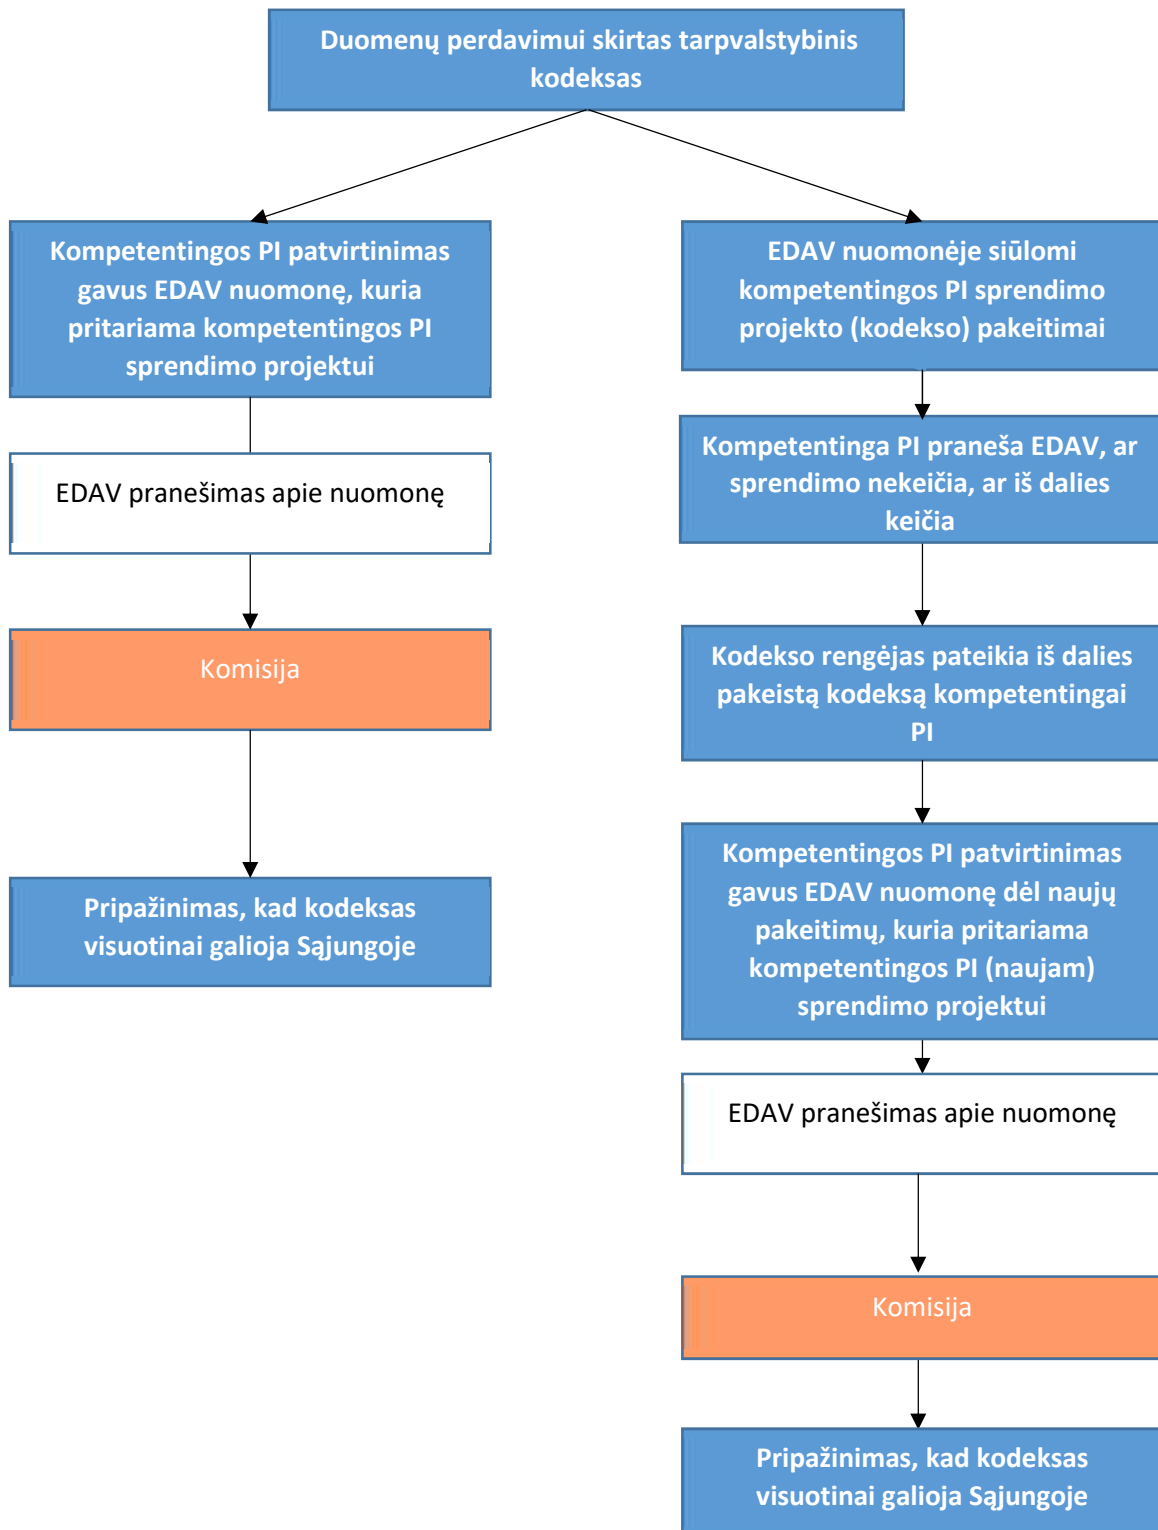 Duomenų perdavimui skirtas tarpvalstybinis
kodeksas
Kompetentingos PI patvirtinimas
gavus EDAV nuomonę, kuria
pritariama kompetentingos PI
sprendimo projektui
EDAV pranešimas apie nuomonę
Komisija
Pripažinimas, kad kodeksas
visuotinai galioja Sąjungoje
EDAV nuomonėje siūlomi
kompetentingos PI sprendimo
projekto (kodekso) pakeitimai
Kompetentinga PI praneša EDAV, ar
sprendimo nekeičia, ar iš dalies
keičia
Kodekso rengėjas pateikia iš dalies
pakeistą kodeksą kompetentingai
PI
Kompetentingos PI patvirtinimas
gavus EDAV nuomonę dėl naujų
pakeitimų, kuria pritariama
kompetentingos PI (naujam)
sprendimo projektui
EDAV pranešimas apie nuomonę
Komisija
Pripažinimas, kad kodeksas
visuotinai galioja Sąjungoje